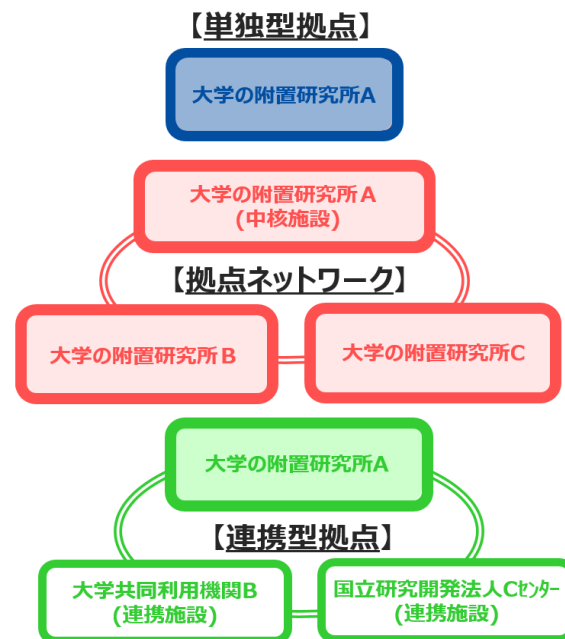 【単独型拠点】
大学の附置研究所A
大学の附置研究所A
(中核施設)
【拠点ネットワーク】
大学の附置研究所B
大学の附置研究所C
大学の附置研究所A
【連携型拠点】
大学共同利用機関B
(連携施設)
国立研究開発法人Cｾﾝﾀｰ
(連携施設)